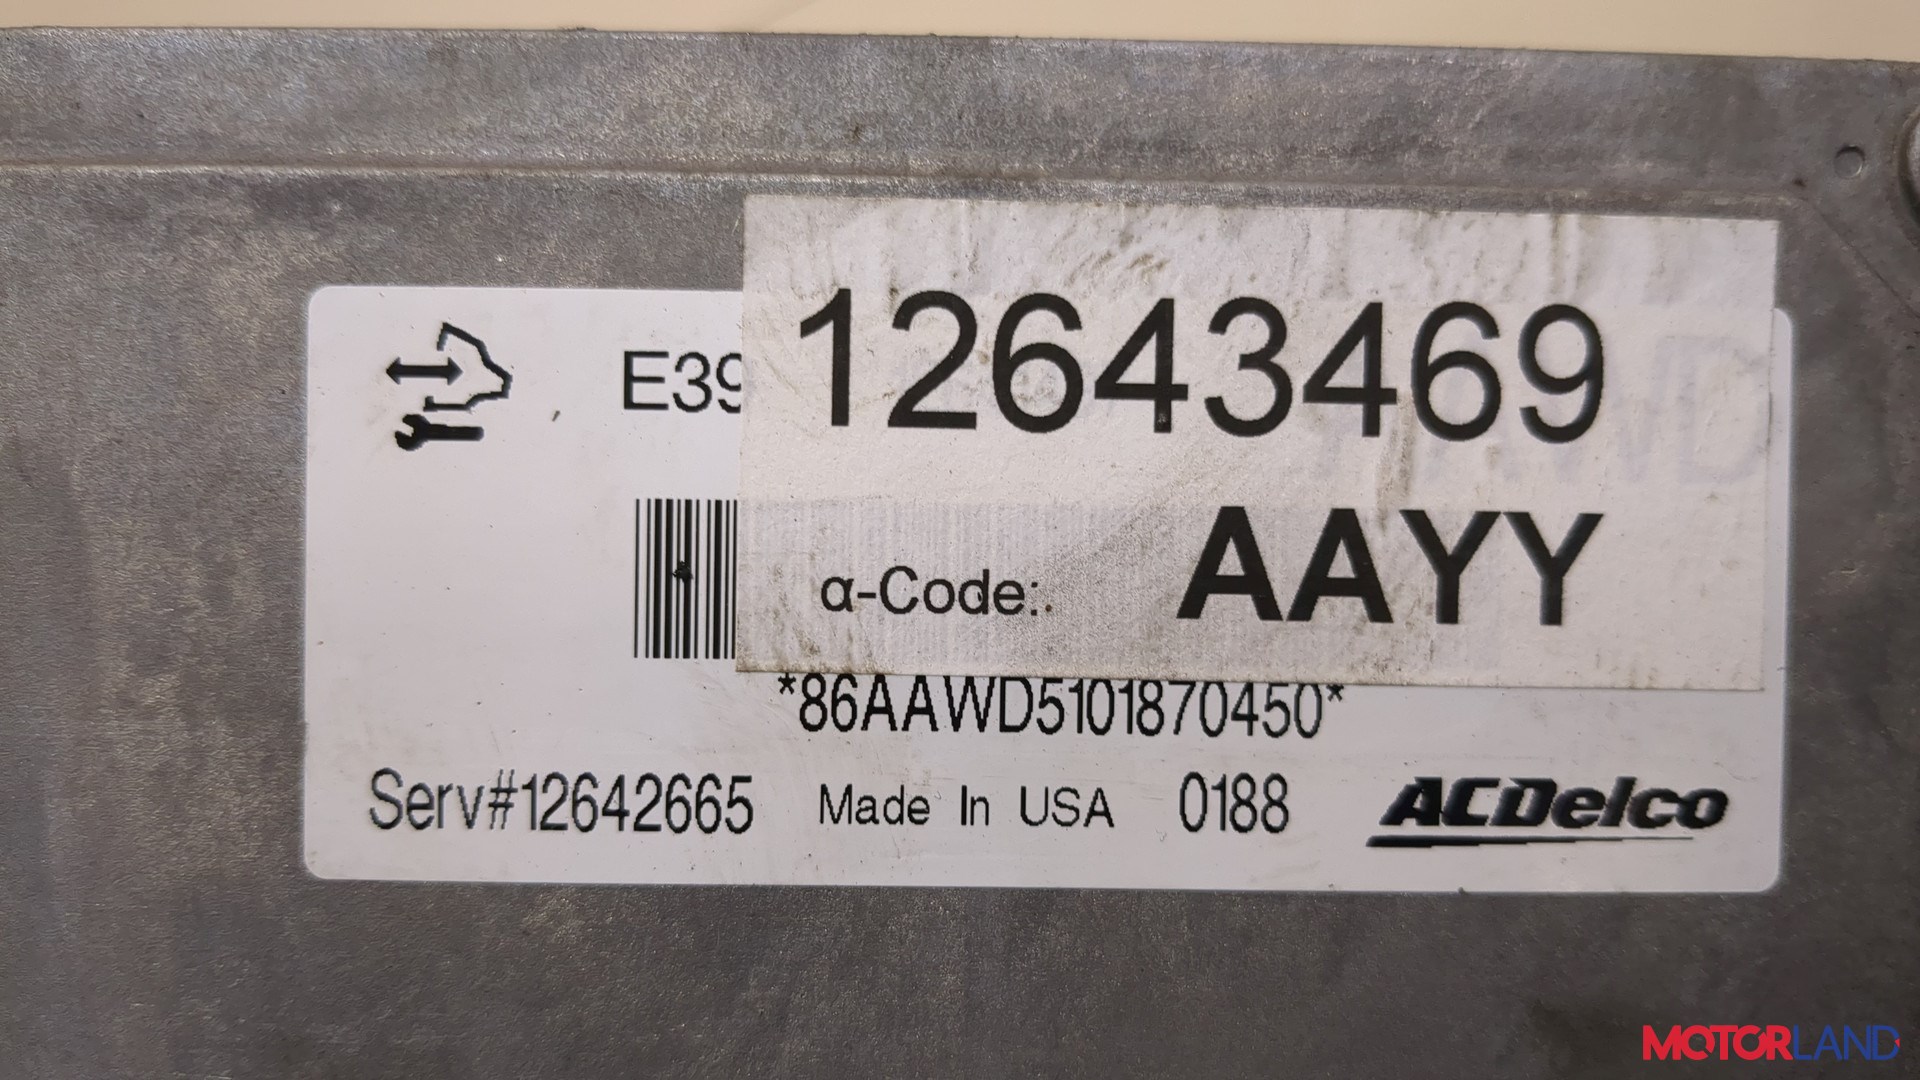 E39
12643469
α-Code: AAYY
*86AAWD5101870450*
Serv#12642665 Made In USA 0188 ACDelco
MOTORLAND